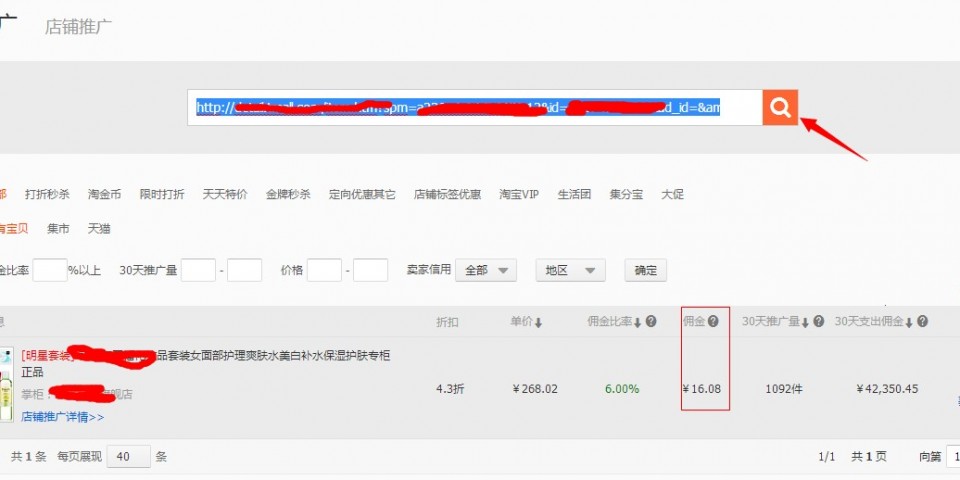 广 店铺推广
http:// spm= id= d_id=&am
部 打折秒杀 淘金币 限时打折 天天特价 金牌秒杀 定向优惠其它 店铺标签优惠 淘宝VIP 生活团 集分宝 大促
有宝贝 集市 天猫
金比率 %以上 30天推广量 - 价格 - 卖家信用 全部 地区 确定
息 折扣 单价 佣金比率 佣金 30天推广量 30天支出佣金
[明星套装] 品套装女面部护理爽肤水美白补水保湿护肤专柜
正品
4.3折 ¥268.02 6.00% ¥16.08 1092件 ¥42,350.45
掌柜: 旗舰店
店铺推广详情>>
共1条 每页展现 40 条 1/1 共1页 向第 1